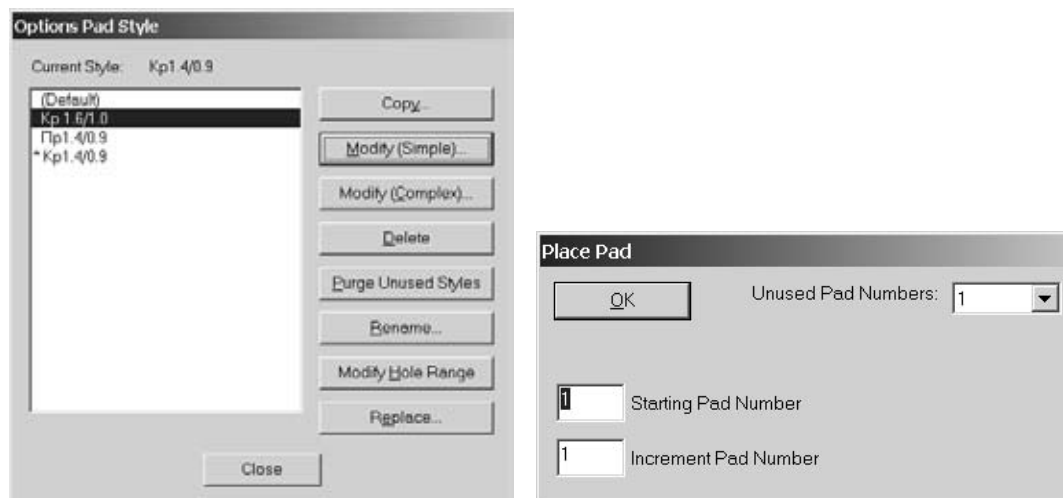 Options Pad Style
Current Style: Кр1.4/0.9
(Default)
Кр 1.6/1.0
Пр1.4/0.9
* Кр1.4/0.9
Copy...
Modify (Simple)...
Modify (Complex)...
Delete
Purge Unused Styles
Rename...
Modify Hole Range
Replace...
Close
Place Pad
OK
Unused Pad Numbers: 1
1 Starting Pad Number
1 Increment Pad Number